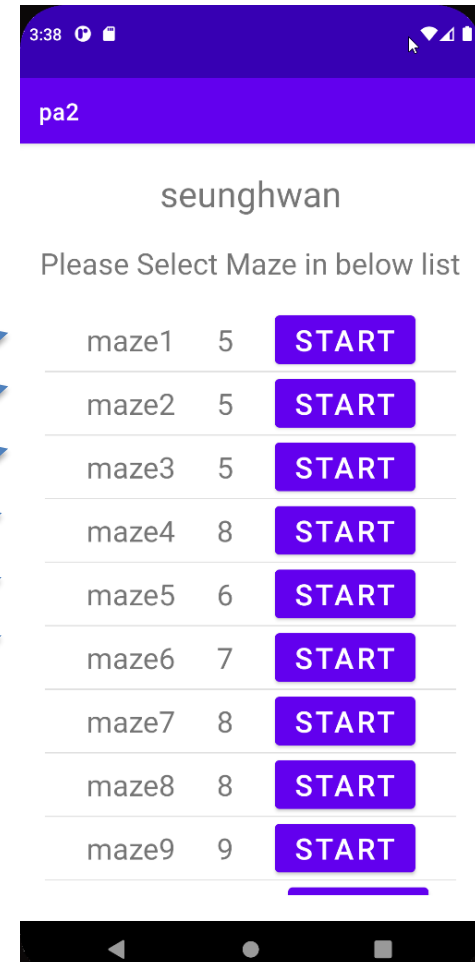 3:38
pa2
seunghwan
Please Select Maze in below list
maze1 5 START
maze2 5 START
maze3 5 START
maze4 8 START
maze5 6 START
maze6 7 START
maze7 8 START
maze8 8 START
maze9 9 START